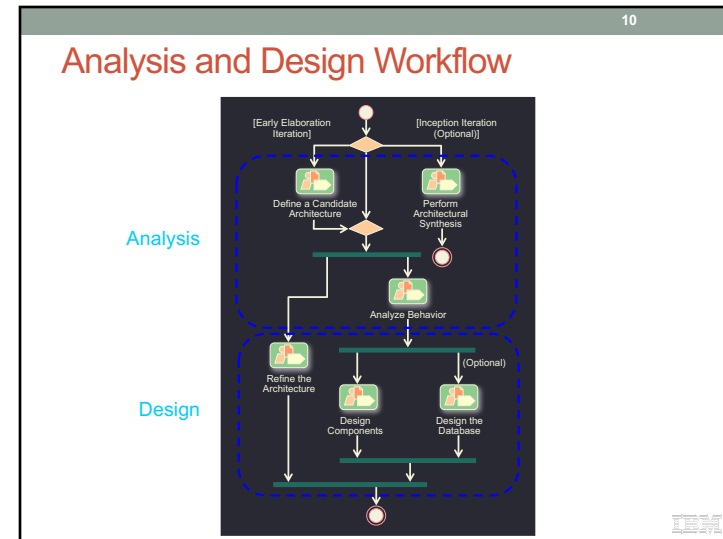 10
Analysis and Design Workflow
[Early Elaboration
Iteration]
[Inception Iteration
(Optional)]
Define a Candidate
Architecture
Perform
Architectural
Synthesis
Analysis
Analyze Behavior
(Optional)
Refine the
Architecture
Design
Design
Components
Design the
Database
IBM